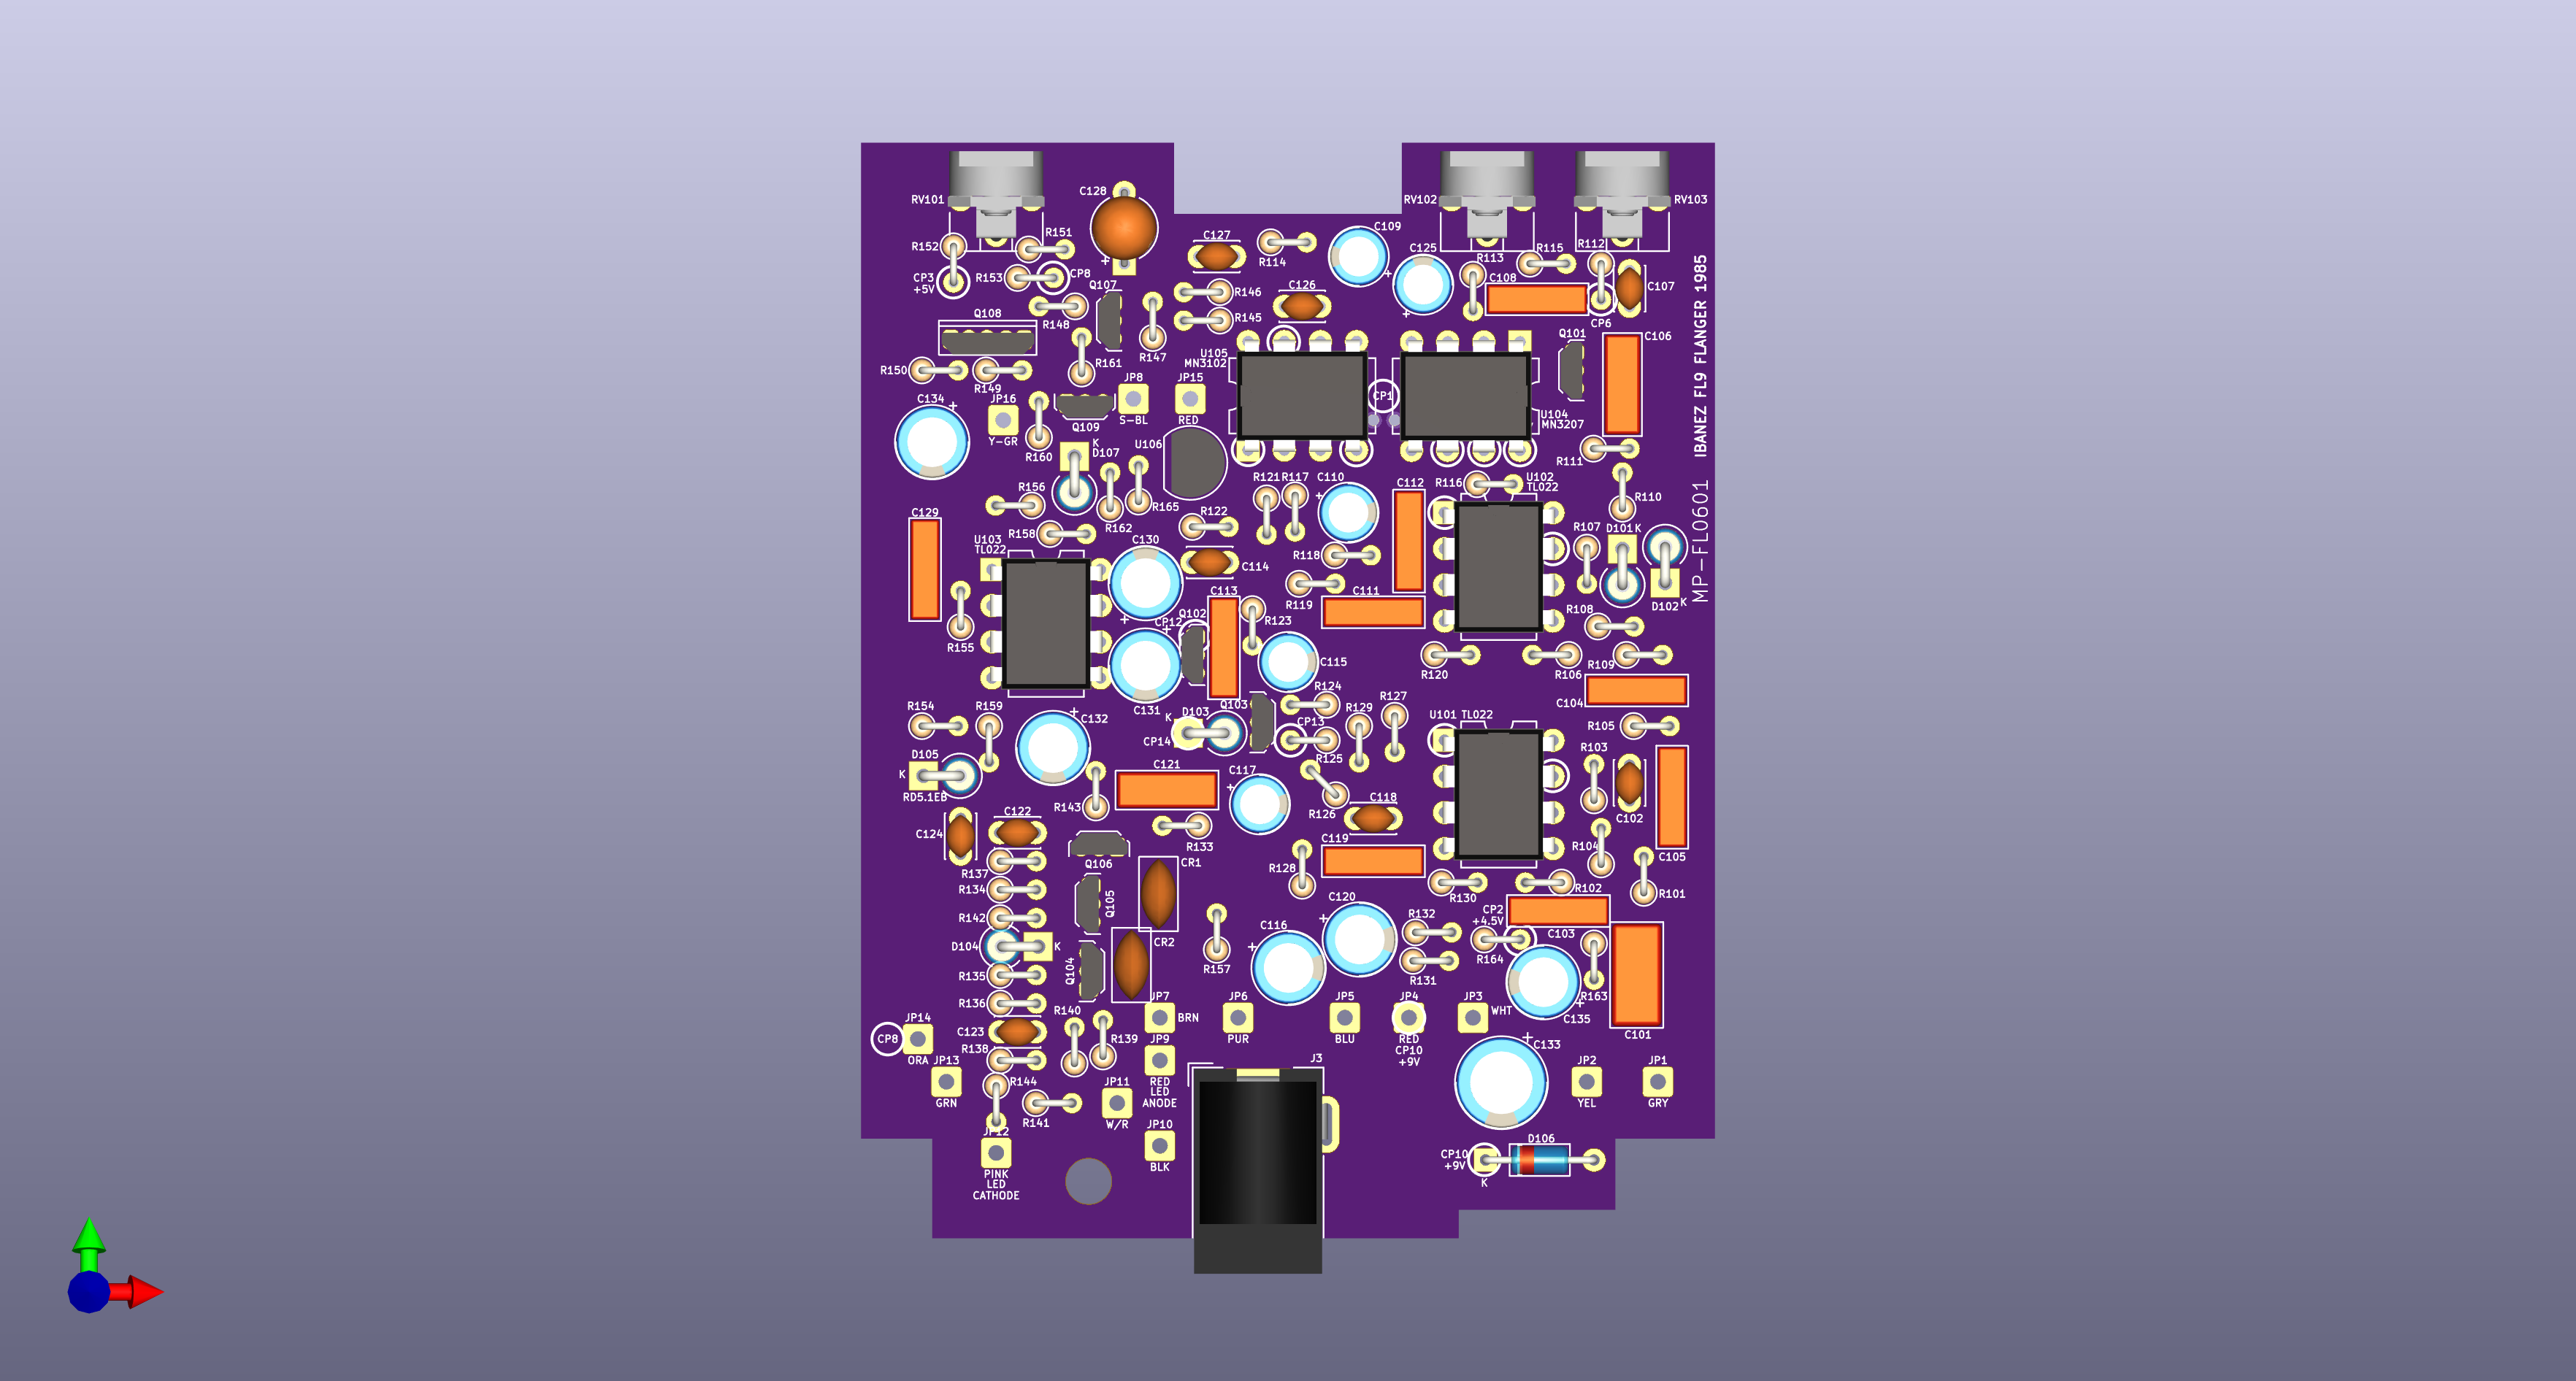 RV101
C128
RV102
RV103
R152
R151
C127
R114
C109
C125
R115
R112
CP3
+5V
R153
CP8
R113
C108
C107
Q107
R146
C126
Q108
R148
R145
CP6
Q101
C106
R147
U105
MN3102
R150
R149
R161
JP8
S-BL
JP15
RED
CP1
U104
MN3207
IBANEZ FL9 FLANGER 1985
C134
JP16
Y-GR
Q109
R160
K
D107
U106
R111
R156
R162
R165
R121
R117
C110
C112
R116
U102
TL022
R110
C129
R158
R122
R107
D101
K
U103
TL022
C130
C114
R118
MP-FL0601
R119
C111
C113
R108
D102
K
R155
CP12
Q102
R123
C131
C115
R120
R106
R109
R154
R159
C132
K
D103
CP14
Q103
R124
CP13
R125
R129
R127
C104
U101 TL022
R105
D105
K
RD5.1EB
R143
C121
C117
R126
C118
R103
C102
C105
C124
C122
R133
R137
Q106
CR1
R128
C119
R104
R134
R130
R102
R101
R142
Q105
C120
R132
CP2
+4.5V
C103
D104
K
CR2
C116
R164
R135
Q104
R157
R131
R163
R136
JP7
BRN
JP6
PUR
JP5
BLU
JP4
RED
CP10
+9V
JP3
WHT
C135
C101
CP8
JP14
ORA
C123
R140
R139
R138
JP9
RED
LED
ANODE
J3
C133
JP13
GRN
R144
R141
JP11
W/R
JP2
YEL
JP1
GRY
JP12
PINK
LED
CATHODE
JP10
BLK
CP10
+9V
K
D106